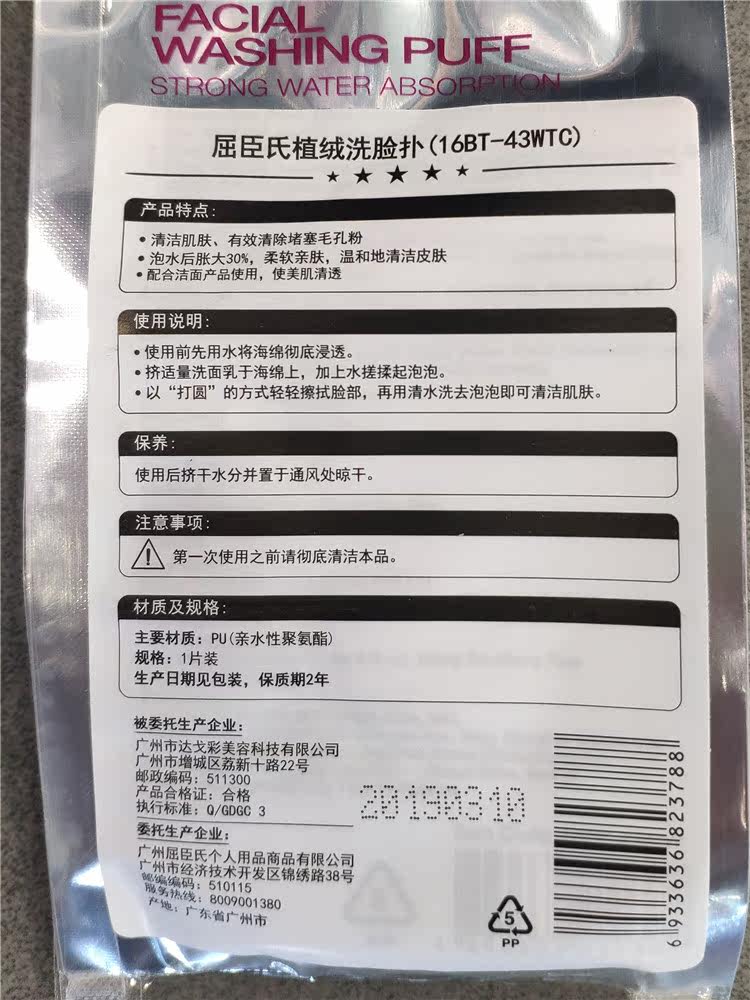 FACIAL
WASHING PUFF
STRONG WATER ABSORPTION
屈臣氏植绒洗脸扑(16BT-43WTC)
★ ★ ★ ★ ★
产品特点:
• 清洁肌肤、有效清除堵塞毛孔粉
• 泡水后胀大30%，柔软亲肤，温和地清洁皮肤
• 配合洁面产品使用，使美肌清透
使用说明:
• 使用前先用水将海绵彻底浸透。
• 挤适量洗面乳于海绵上，加上水搓揉起泡泡。
• 以“打圆”的方式轻轻擦拭脸部，再用清水洗去泡泡即可清洁肌肤。
保养:
使用后挤干水分并置于通风处晾干。
注意事项:
第一次使用之前请彻底清洁本品。
材质及规格:
主要材质: PU(亲水性聚氨酯)
规格: 1片装
生产日期见包装，保质期2年
被委托生产企业:
广州市达戈彩美容科技有限公司
广州市增城区荔新十路22号
邮政编码: 511300
产品合格证: 合格
执行标准: Q/GDGC 3
20190310
委托生产企业:
广州屈臣氏个人用品商品有限公司
广州市经济技术开发区锦绣路38号
邮编编码: 510115
服务热线: 8009001380
产地: 广东省广州市
5
PP
6 933636 823788